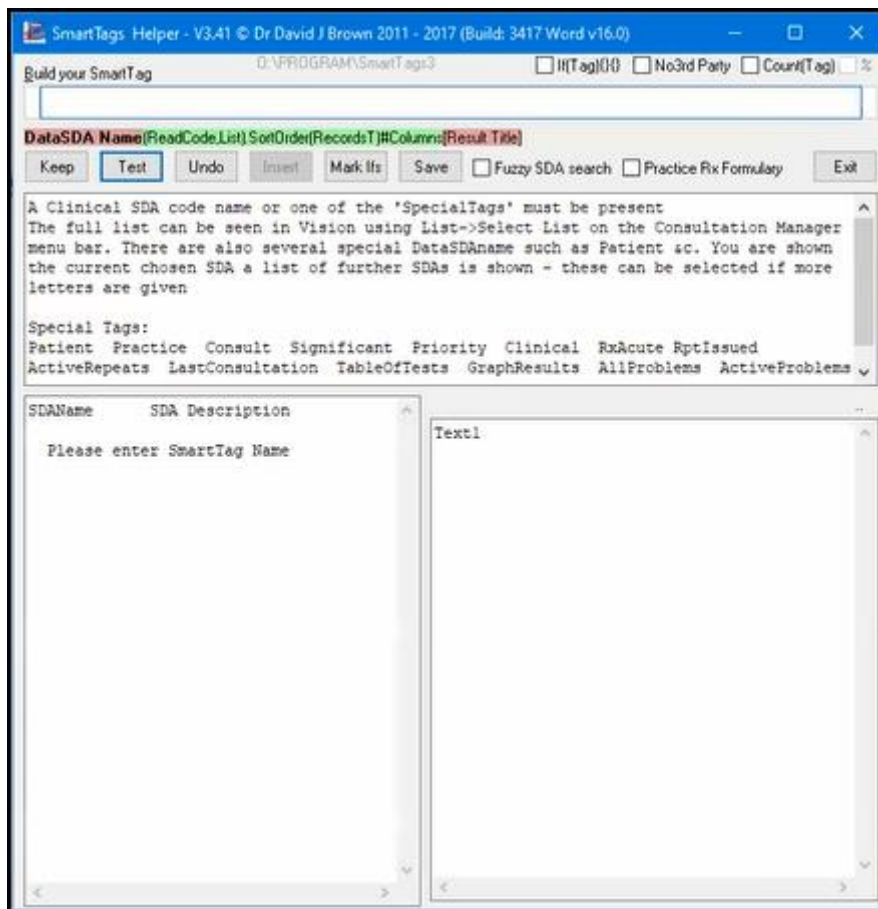 SmartTags Helper - V3.41 © Dr David J Brown 2011 - 2017 (Build: 3417 Word v16.0)
Build your SmartTag
O:\PROGRAM\SmartTags3
If(Tag){}{} No3rd Party Count(Tag) %
DataSDA Name(ReadCode,List).SortOrder(RecordsT)#Columns[Result Title]
Keep Test Undo Insert Mark Ifs Save Fuzzy SDA search Practice Rx Formulary Exit
A Clinical SDA code name or one of the 'SpecialTags' must be present
The full list can be seen in Vision using List->Select List on the Consultation Manager
menu bar. There are also several special DataSDAname such as Patient &c. You are shown
the current chosen SDA a list of further SDAs is shown - these can be selected if more
letters are given
Special Tags:
Patient Practice Consult Significant Priority Clinical RxAcute RptIssued
ActiveRepeats LastConsultation TableOfTests GraphResults AllProblems ActiveProblems
SDAName SDA Description
Please enter SmartTag Name
..
Text1